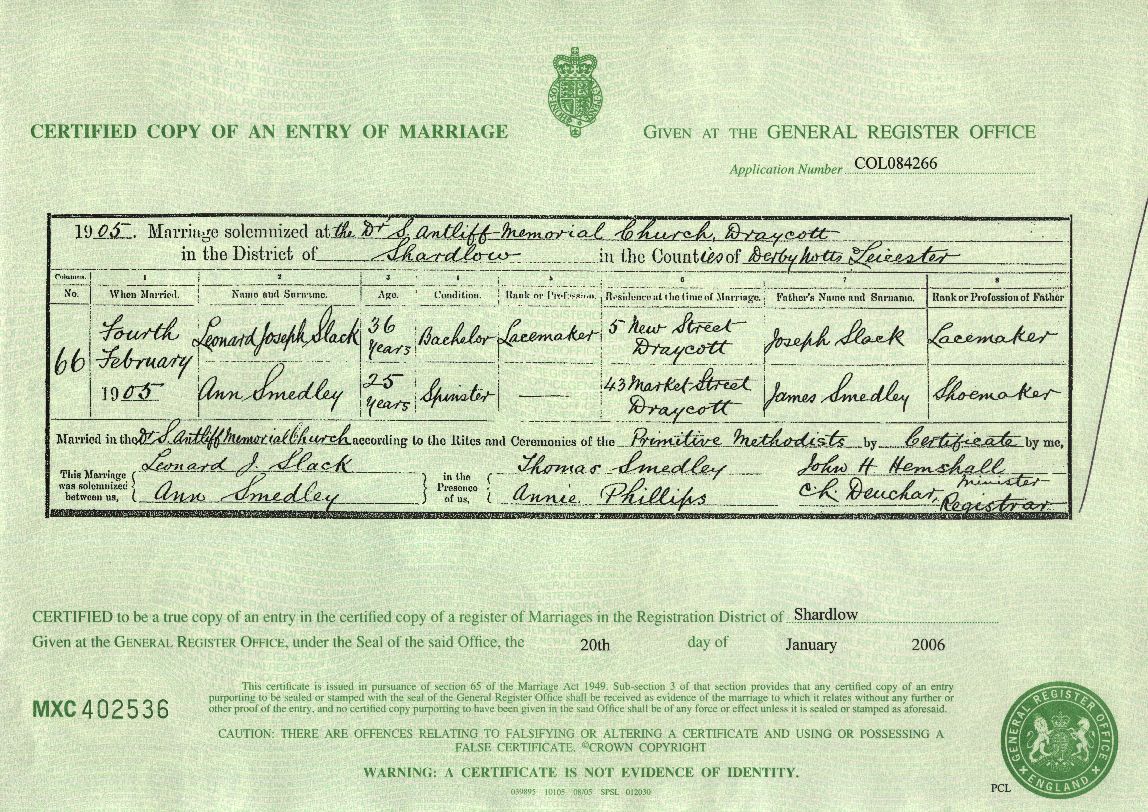 CERTIFIED COPY OF AN ENTRY OF MARRIAGE GIVEN AT THE GENERAL REGISTER OFFICE
Application Number COL084266
1905. Marriage solemnized at the Dr S. Antliff Memorial Church, Draycott
in the District of Shardlow in the Counties of Derby Notts & Leicester
Columns. 1 2 3 4 5 6 7 8
No. When Married. Name and Surname. Age. Condition. Rank or Profession. Residence at the time of Marriage. Father's Name and Surname. Rank or Profession of Father
66 Fourth February 1905 Leonard Joseph Slack 36 years Bachelor Lacemaker 5 New Street Draycott Joseph Slack Lacemaker
Ann Smedley 25 years Spinster 43 Market Street Draycott James Smedley Shoemaker
Married in the Dr S. Antliff Memorial Church according to the Rites and Ceremonies of the Primitive Methodists by Certificate by me,
This Marriage was solemnized between us, Leonard J. Slack in the Presence of us, Thomas Smedley John H Hemshall Minister
Ann Smedley Annie Phillips Ch Deuchar, Registrar
CERTIFIED to be a true copy of an entry in the certified copy of a register of Marriages in the Registration District of Shardlow
Given at the GENERAL REGISTER OFFICE, under the Seal of the said Office, the 20th day of January 2006
This certificate is issued in pursuance of section 65 of the Marriage Act 1949. Sub-section 3 of that section provides that any certified copy of an entry
purporting to be sealed or stamped with the seal of the General Register Office shall be received as evidence of the marriage to which it relates without any further or
other proof of the entry, and no certified copy purporting to have been given in the said Office shall be of any force or effect unless it is sealed or stamped as aforesaid.
MXC 402536
CAUTION: THERE ARE OFFENCES RELATING TO FALSIFYING OR ALTERING A CERTIFICATE AND USING OR POSSESSING A
FALSE CERTIFICATE. ©CROWN COPYRIGHT
WARNING: A CERTIFICATE IS NOT EVIDENCE OF IDENTITY.
039895 10105 08/05 SPSL 012030
PCL
GENERAL REGISTER OFFICE
ENGLAND